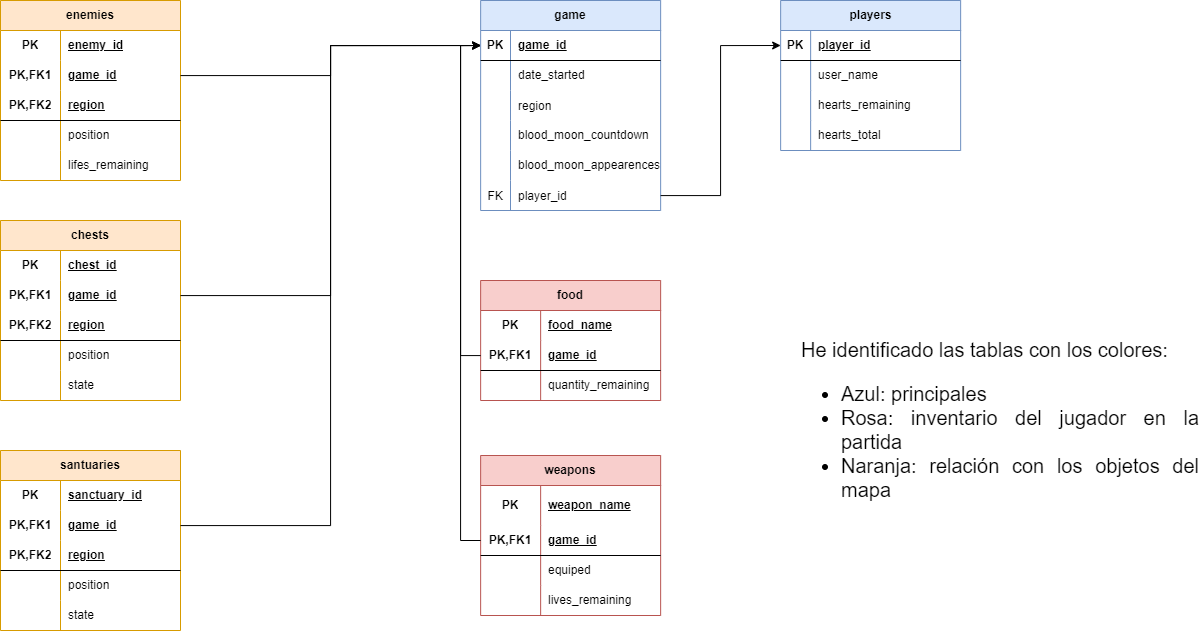 enemies
PK enemy_id
PK,FK1 game_id
PK,FK2 region
position
lifes_remaining
chests
PK chest_id
PK,FK1 game_id
PK,FK2 region
position
state
santuaries
PK sanctuary_id
PK,FK1 game_id
PK,FK2 region
position
state
game
PK game_id
date_started
region
blood_moon_countdown
blood_moon_appearences
FK player_id
food
PK food_name
PK,FK1 game_id
quantity_remaining
weapons
PK weapon_name
PK,FK1 game_id
equiped
lives_remaining
players
PK player_id
user_name
hearts_remaining
hearts_total
He identificado las tablas con los colores:
• Azul: principales
• Rosa: inventario del jugador en la
partida
• Naranja: relación con los objetos del
mapa